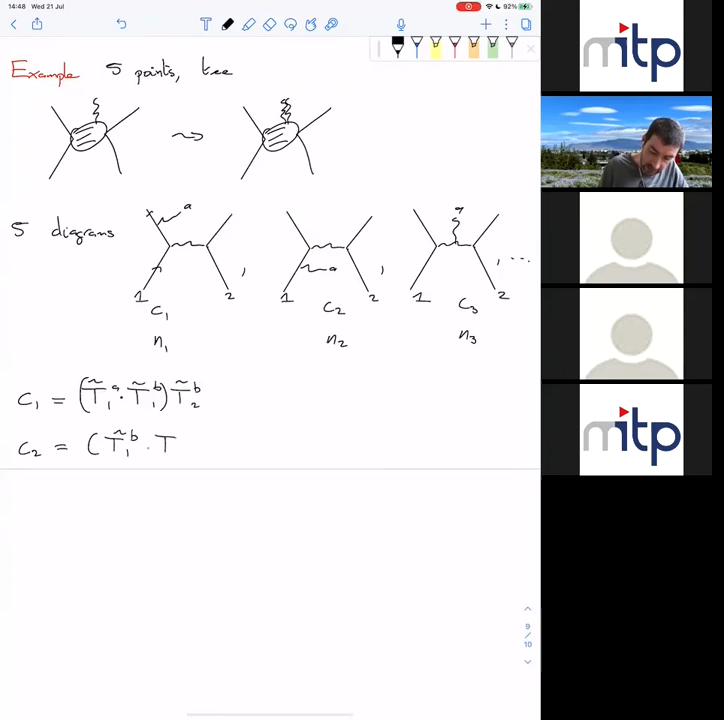 14:48 Wed 21 Jul
92%
Example 5 points, tree
5 diagrams
a
1 2
c₁
n₁
,
a
1 2
c₂
n₂
,
a
1 2
c₃
n₃
, ...
c₁ = (T̃₁ᵃ · T̃₁ᵇ) T̃₂ᵇ
c₂ = (T̃₁ᵇ · T
9 / 10
mitp
mitp